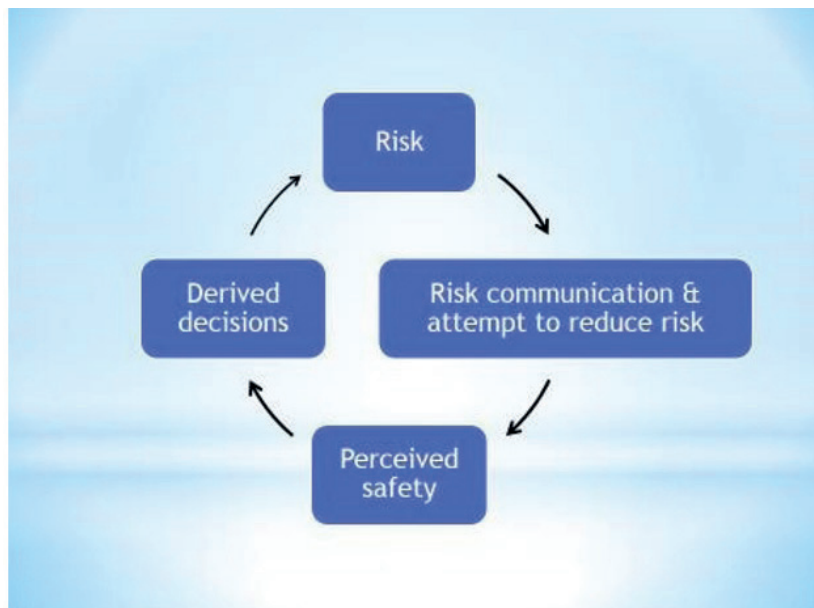 Risk
Risk communication &
attempt to reduce risk
Perceived
safety
Derived
decisions